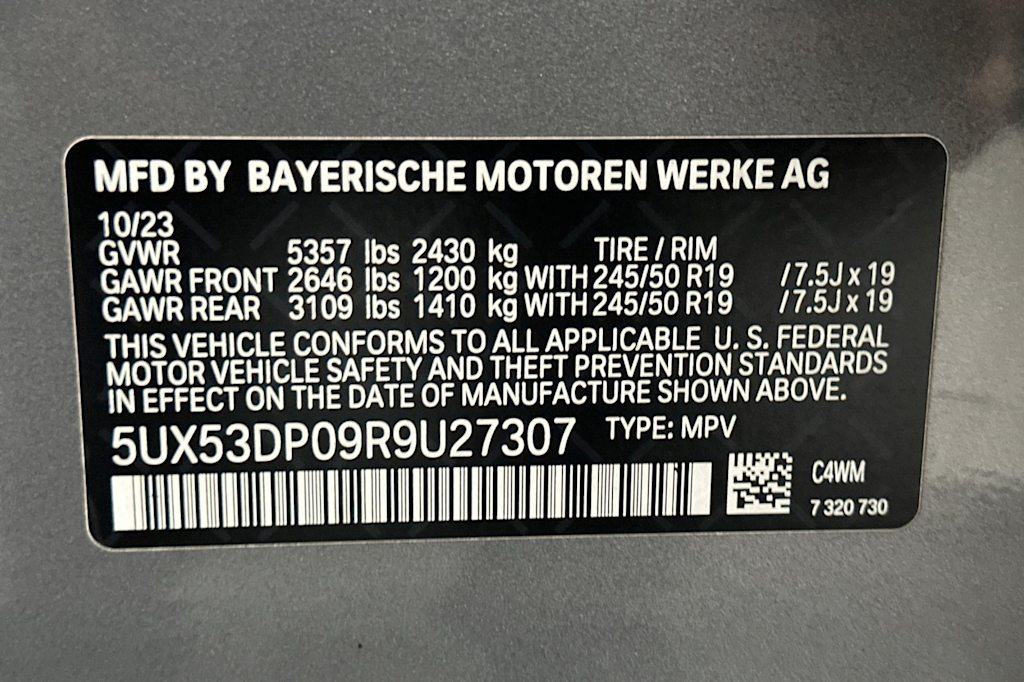 MFD BY BAYERISCHE MOTOREN WERKE AG
10/23
GVWR 5357 lbs 2430 kg TIRE / RIM
GAWR FRONT 2646 lbs 1200 kg WITH 245/50 R19 / 7.5J x 19
GAWR REAR 3109 lbs 1410 kg WITH 245/50 R19 / 7.5J x 19
THIS VEHICLE CONFORMS TO ALL APPLICABLE U. S. FEDERAL
MOTOR VEHICLE SAFETY AND THEFT PREVENTION STANDARDS
IN EFFECT ON THE DATE OF MANUFACTURE SHOWN ABOVE.
5UX53DP09R9U27307 TYPE: MPV
C4WM
7 320 730